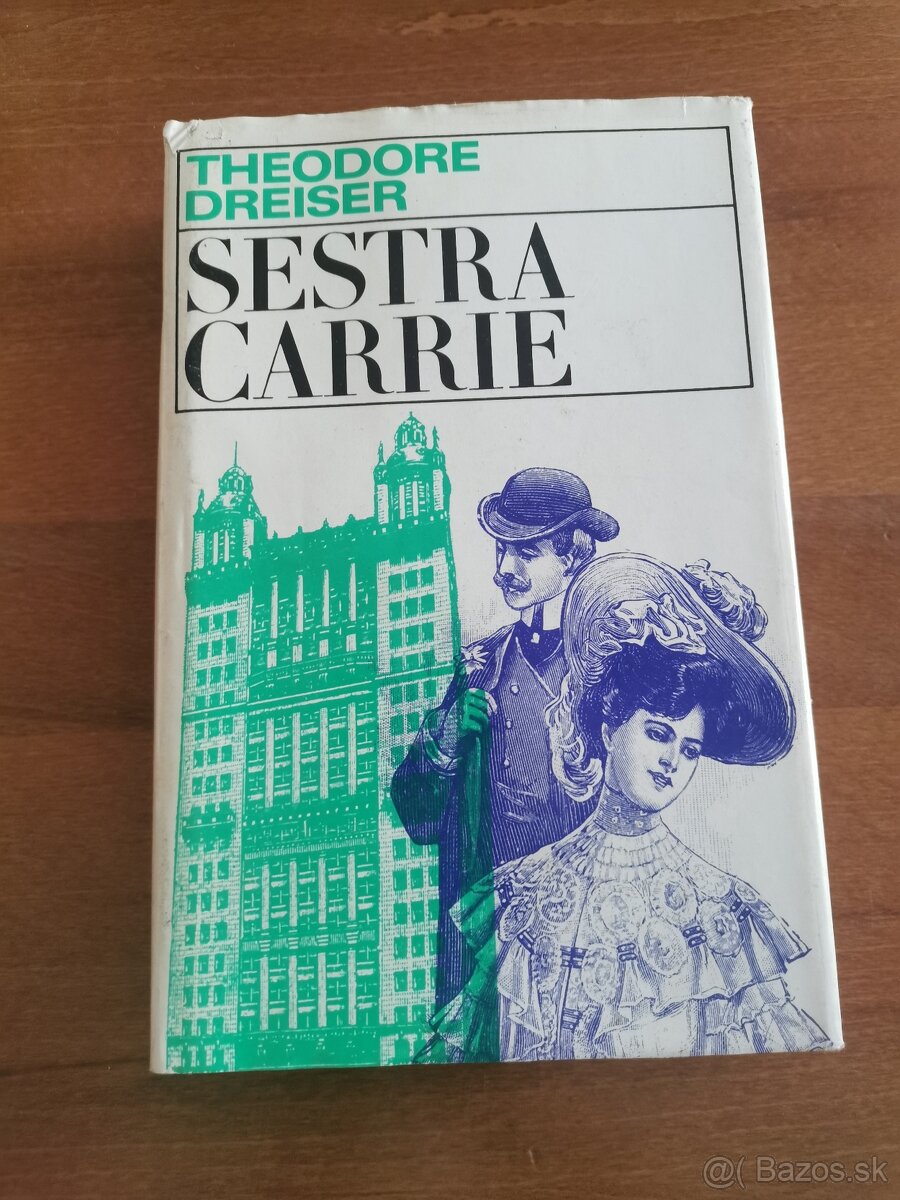 THEODORE
DREISER
SESTRA
CARRIE
@( Bazos.sk